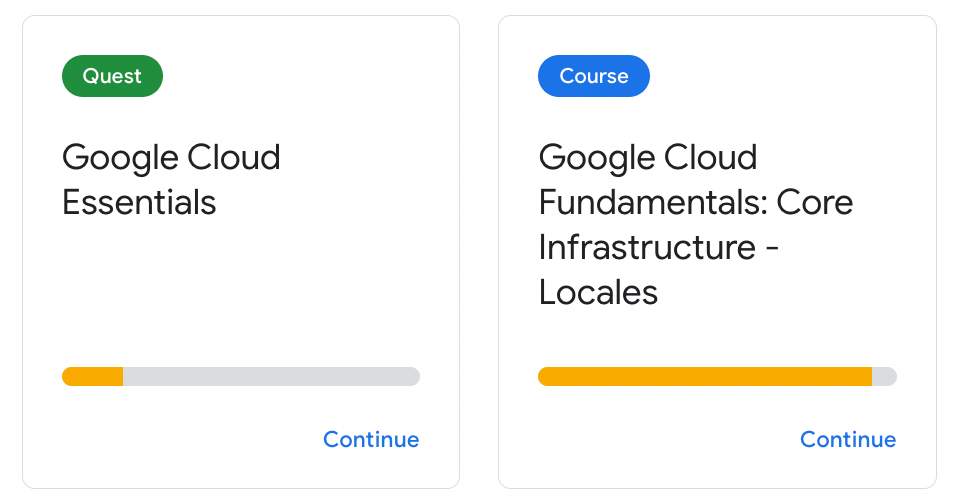 Quest
Google Cloud
Essentials
Continue
Course
Google Cloud
Fundamentals: Core
Infrastructure -
Locales
Continue